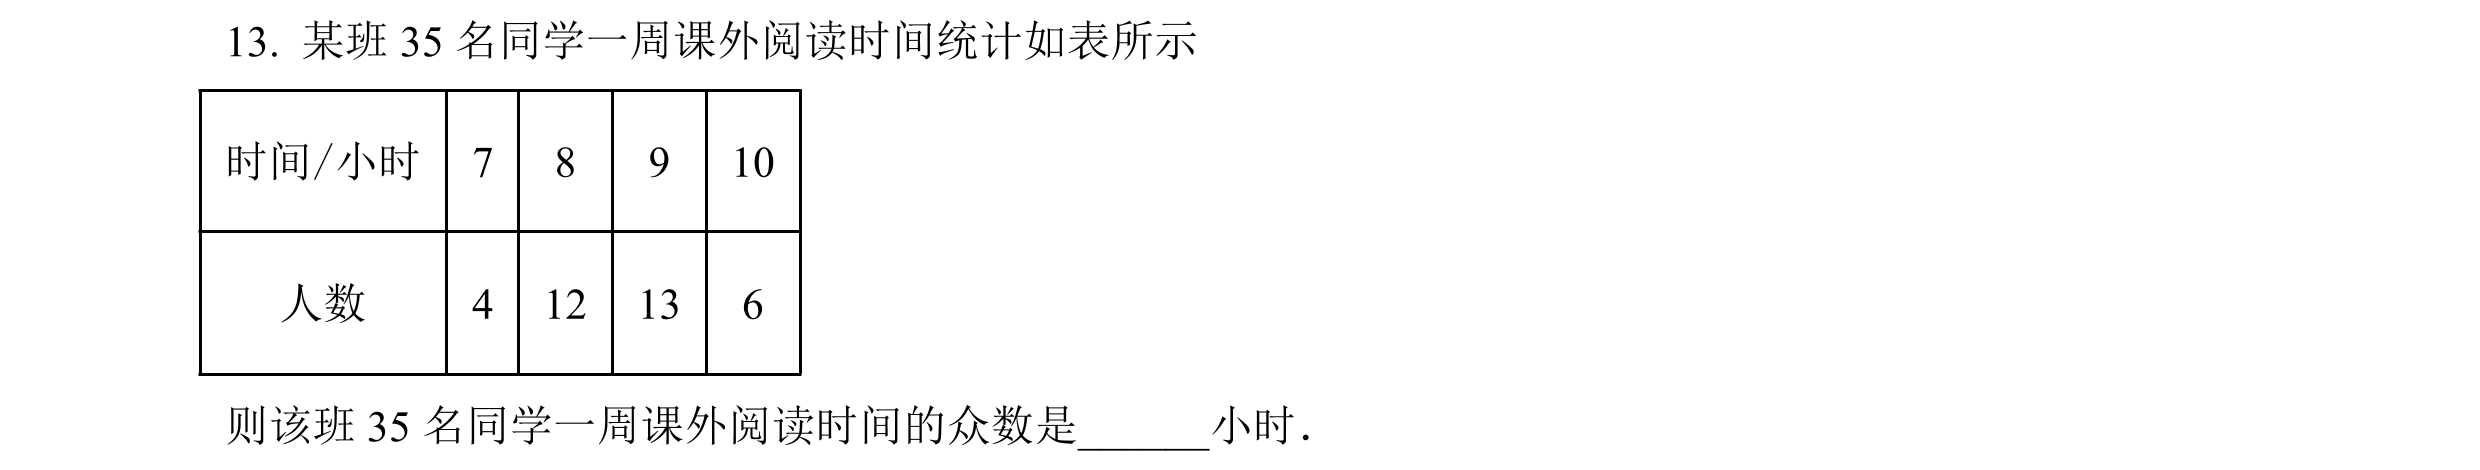 13. 某班 35 名同学一周课外阅读时间统计如表所示
时间/小时 7 8 9 10
人数 4 12 13 6
则该班 35 名同学一周课外阅读时间的众数是______小时.